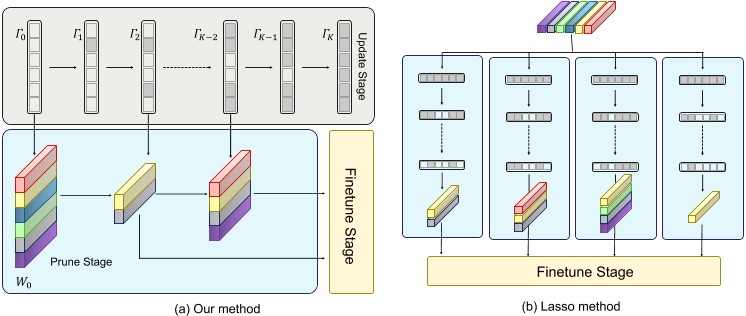 Γ0 Γ1 Γ2 ΓK−2 ΓK−1 ΓK
Update Stage
Finetune Stage
Prune Stage
W0
(a) Our method
Finetune Stage
(b) Lasso method